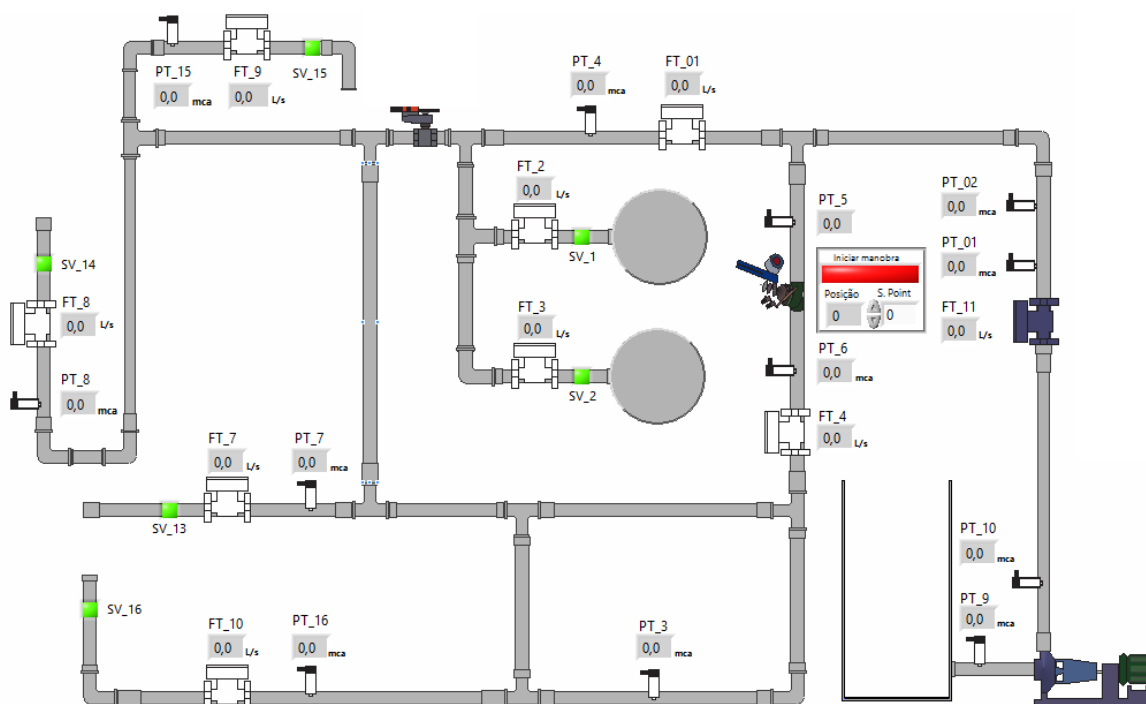 PT_15
0,0 mca
FT_9
0,0 L/s
SV_15
PT_4
0,0 mca
FT_01
0,0 L/s
FT_2
0,0 L/s
SV_1
PT_5
0,0
PT_02
0,0 mca
PT_01
0,0 mca
Iniciar manobra
Posição S. Point
0 0
FT_11
0,0 L/s
SV_14
FT_8
0,0 L/s
FT_3
0,0 L/s
SV_2
PT_6
0,0 mca
PT_8
0,0 mca
FT_4
0,0 L/s
FT_7
0,0 L/s
PT_7
0,0 mca
SV_13
PT_10
0,0 mca
SV_16
FT_10
0,0 L/s
PT_16
0,0 mca
PT_3
0,0 mca
PT_9
0,0 mca